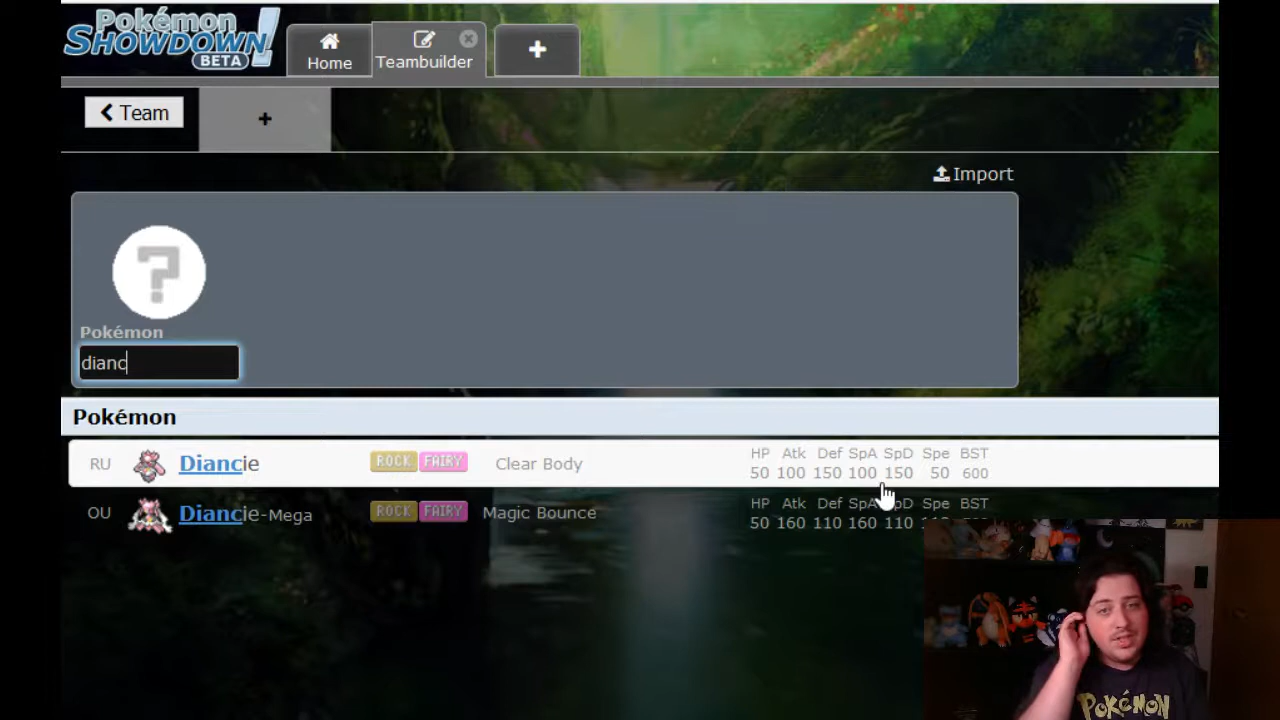 Pokémon
SHOWDOWN!
BETA
Home
Teambuilder
+
Team
+
Import
?
Pokémon
dianc
Pokémon
RU Diancie ROCK FAIRY Clear Body HP 50 Atk 100 Def 150 SpA 100 SpD 150 Spe 50 BST 600
OU Diancie-Mega ROCK FAIRY Magic Bounce HP 50 Atk 160 Def 110 SpA 160 110 Spe BST
POKÉMON